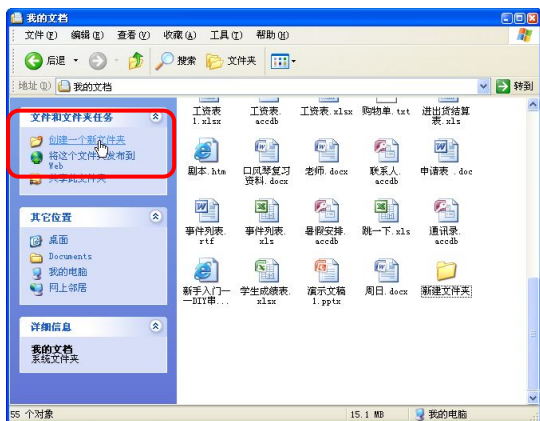 我的文档
文件(F) 编辑(E) 查看(V) 收藏(A) 工具(T) 帮助(H)
后退 搜索 文件夹
地址(D) 我的文档 转到
文件和文件夹任务
创建一个新文件夹
将这个文件夹发布到
Web
共享此文件夹
其它位置
桌面
Documents
我的电脑
网上邻居
详细信息
我的文档
系统文件夹
工资表 工资表. 工资表.xlsx 购物单.txt 进出货结算
1.xlsx accdb 表.xls
剧本.htm 口风琴复习 老师.docx 联系人. 申请表 .doc
资料.docx accdb
事件列表. 事件列表. 暑假安排. 跳一下.xls 通讯录.
rtf xls accdb accdb
新手入门一 学生成绩表. 演示文稿 周日.docx 新建文件夹
一DIY串... xlsx 1.pptx
55 个对象 15.1 MB 我的电脑